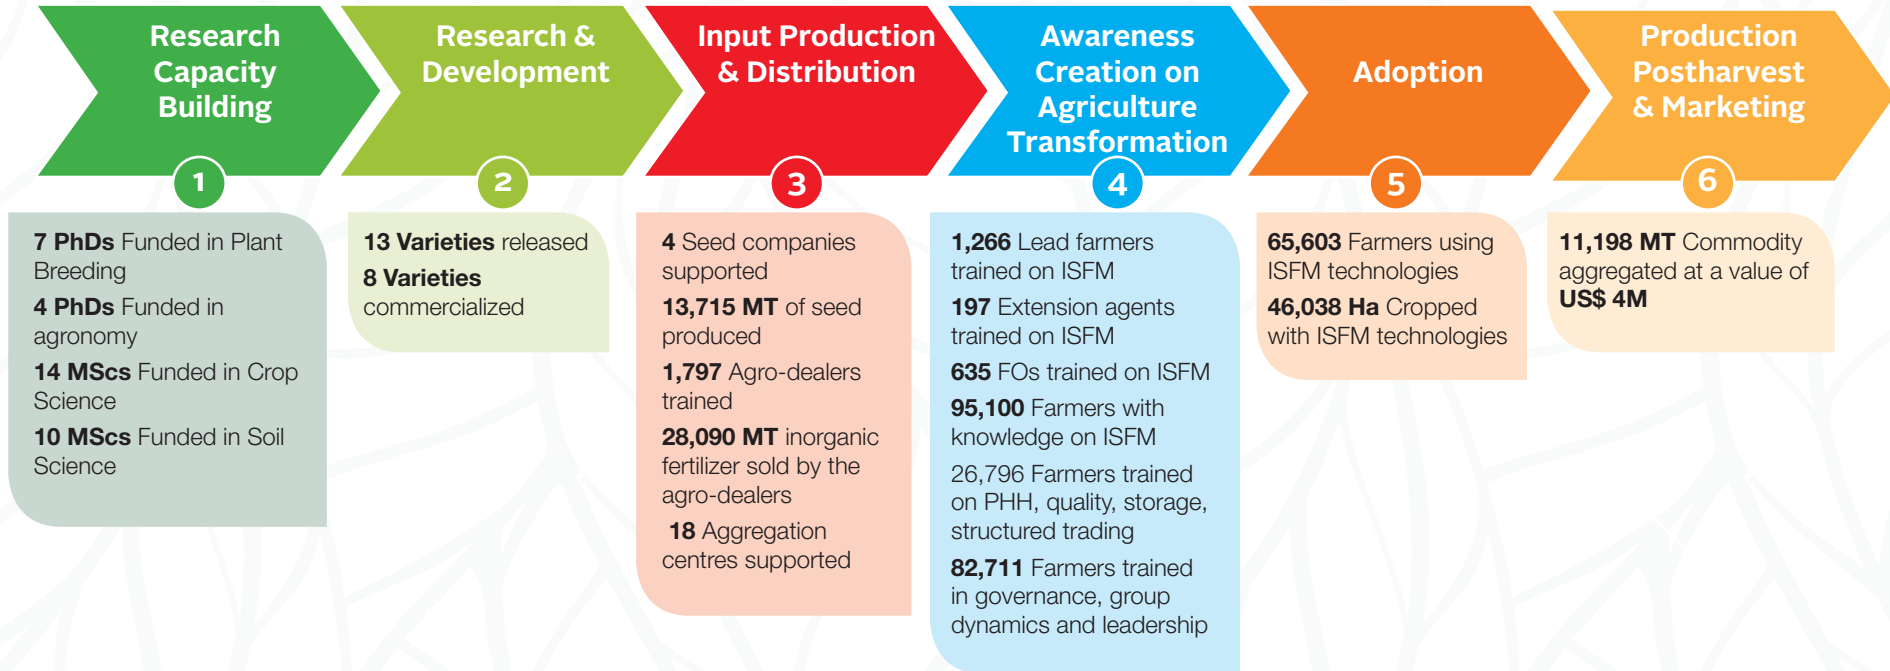 Research
Capacity
Building
1
7 PhDs Funded in Plant
Breeding
4 PhDs Funded in
agronomy
14 MScs Funded in Crop
Science
10 MScs Funded in Soil
Science
Research &
Development
2
13 Varieties released
8 Varieties
commercialized
Input Production
& Distribution
3
4 Seed companies
supported
13,715 MT of seed
produced
1,797 Agro-dealers
trained
28,090 MT inorganic
fertilizer sold by the
agro-dealers
18 Aggregation
centres supported
Awareness
Creation on
Agriculture
Transformation
4
1,266 Lead farmers
trained on ISFM
197 Extension agents
trained on ISFM
635 FOs trained on ISFM
95,100 Farmers with
knowledge on ISFM
26,796 Farmers trained
on PHH, quality, storage,
structured trading
82,711 Farmers trained
in governance, group
dynamics and leadership
Adoption
5
65,603 Farmers using
ISFM technologies
46,038 Ha Cropped
with ISFM technologies
Production
Postharvest
& Marketing
6
11,198 MT Commodity
aggregated at a value of
US$ 4M